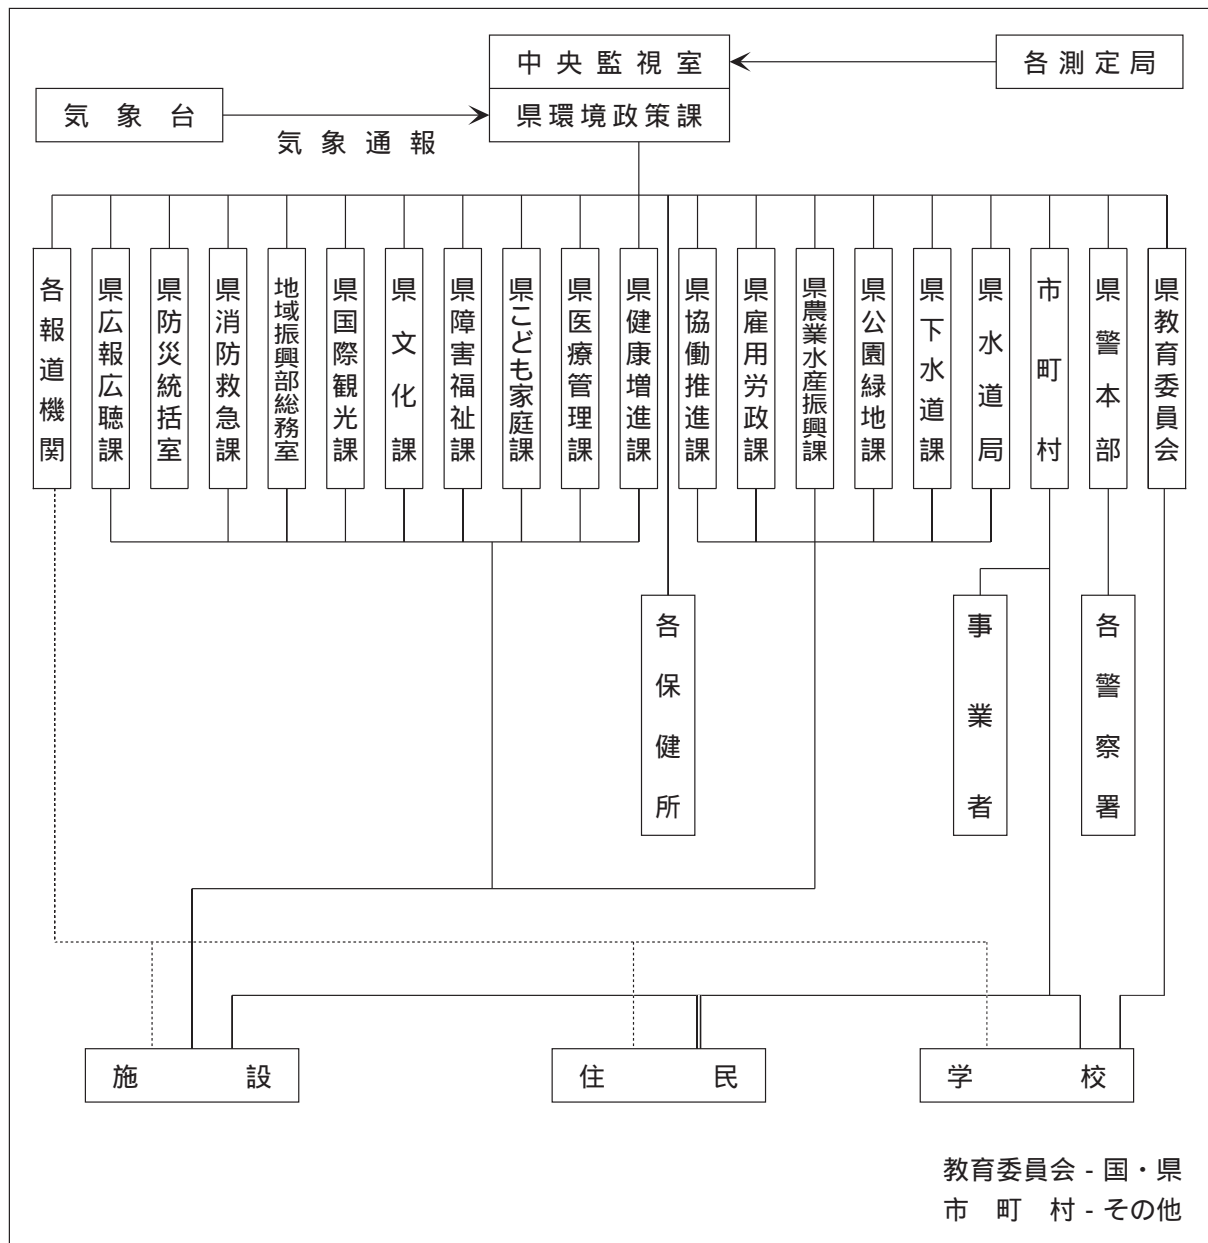 中央監視室
各測定局
気象台
県環境政策課
気象通報
各報道機関
県広報広聴課
県防災統括室
県消防救急課
地域振興部総務室
県国際観光課
県文化課
県障害福祉課
県こども家庭課
県医療管理課
県健康増進課
県協働推進課
県雇用労政課
県農業水産振興課
県公園緑地課
県下水道課
県水道局
市町村
県警本部
県教育委員会
各保健所
事業者
各警察署
施設
住民
学校
教育委員会 - 国・県
市町村 - その他